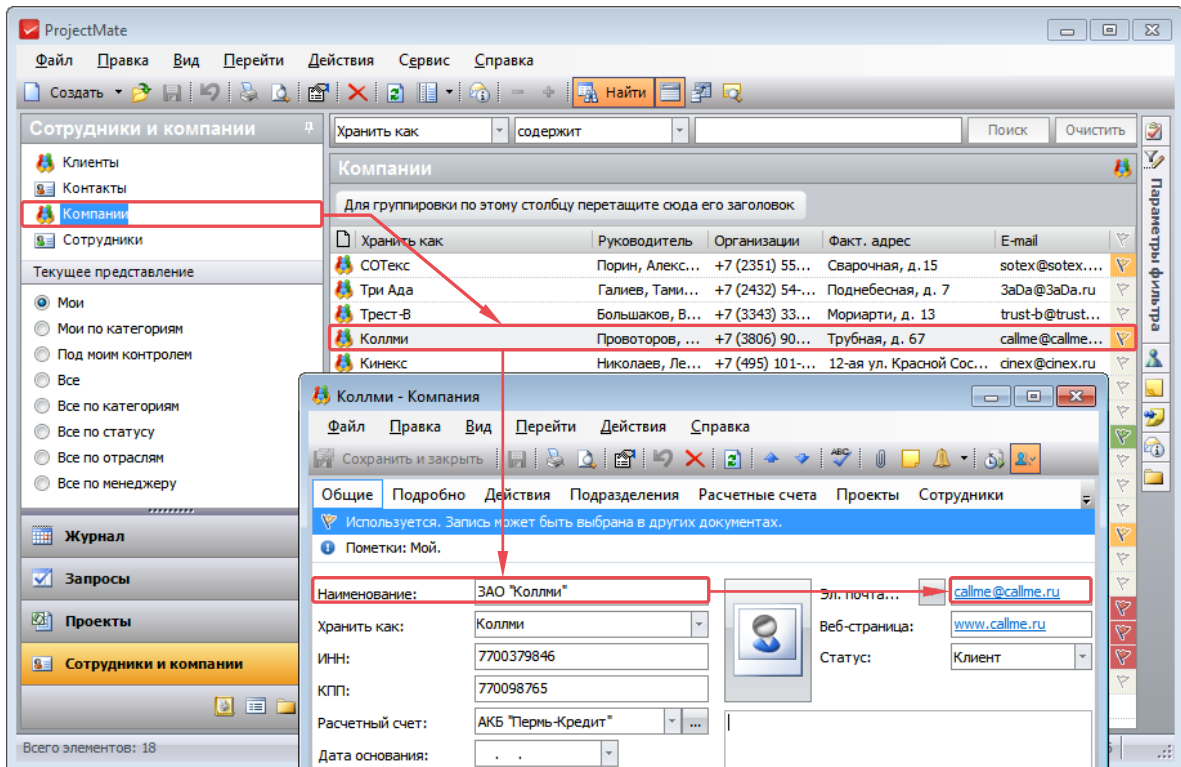 ProjectMate
Файл Правка Вид Перейти Действия Сервис Справка
Создать Найти
Сотрудники и компании
Клиенты
Контакты
Компании
Сотрудники
Текущее представление
Мои
Мои по категориям
Под моим контролем
Все
Все по категориям
Все по статусу
Все по отраслям
Все по менеджеру
Журнал
Запросы
Проекты
Сотрудники и компании
Всего элементов: 18
Хранить как содержит Поиск Очистить
Компании
Для группировки по этому столбцу перетащите сюда его заголовок
Хранить как Руководитель Организации Факт. адрес E-mail
СОТекс Порин, Алекс... +7 (2351) 55... Сварочная, д.15 sotex@sotex....
Три Ада Галиев, Тами... +7 (2432) 54-... Поднебесная, д. 7 3aDa@3aDa.ru
Трест-В Большаков, В... +7 (3343) 33... Мориарти, д. 13 trust-b@trust...
Коллми Провоторов, ... +7 (3806) 90... Трубная, д. 67 callme@callme...
Кинекс Николаев, Ле... +7 (495) 101-... 12-ая ул. Красной Сос... cinex@cinex.ru
Параметры фильтра
Коллми - Компания
Файл Правка Вид Перейти Действия Справка
Сохранить и закрыть ABC
Общие Подробно Действия Подразделения Расчетные счета Проекты Сотрудники
Используется. Запись может быть выбрана в других документах.
Пометки: Мой.
Наименование: ЗАО "Коллми" Эл. почта... callme@callme.ru
Хранить как: Коллми Веб-страница: www.callme.ru
ИНН: 7700379846 Статус: Клиент
КПП: 770098765
Расчетный счет: АКБ "Пермь-Кредит" ...
Дата основания: . .